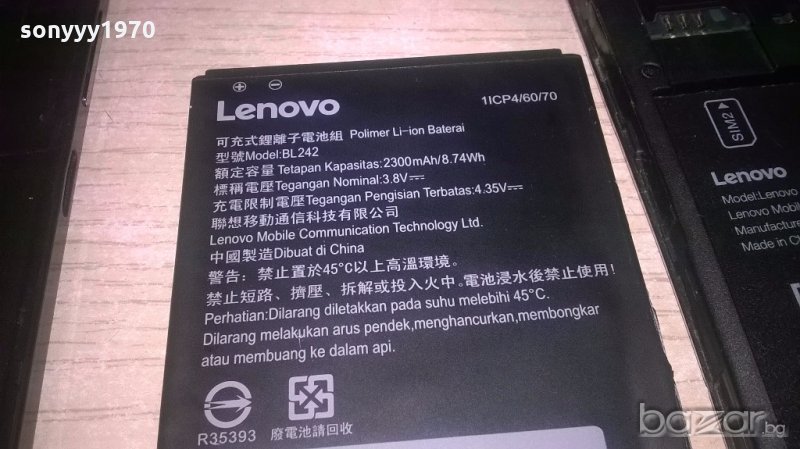 sonyyy1970
Lenovo
1ICP4/60/70
可充式鋰離子電池組 Polimer Li-ion Baterai
型號Model:BL242
額定容量 Tetapan Kapasitas:2300mAh/8.74Wh
標稱電壓Tegangan Nominal:3.8V
充電限制電壓Tegangan Pengisian Terbatas:4.35V
聯想移動通信科技有限公司
Lenovo Mobile Communication Technology Ltd.
中國製造Dibuat di China
警告：禁止置於45°C以上高溫環境。
禁止短路、擠壓、拆解或投入火中。電池浸水後禁止使用!
Perhatian:Dilarang diletakkan pada suhu melebihi 45°C.
Dilarang melakukan arus pendek,menghancurkan,membongkar
atau membuang ke dalam api.
R35393
廢電池請回收
SIM2
Lenovo
Model:Lenovo
Lenovo Mobil
Manufacture
Made in C
bazar.bg